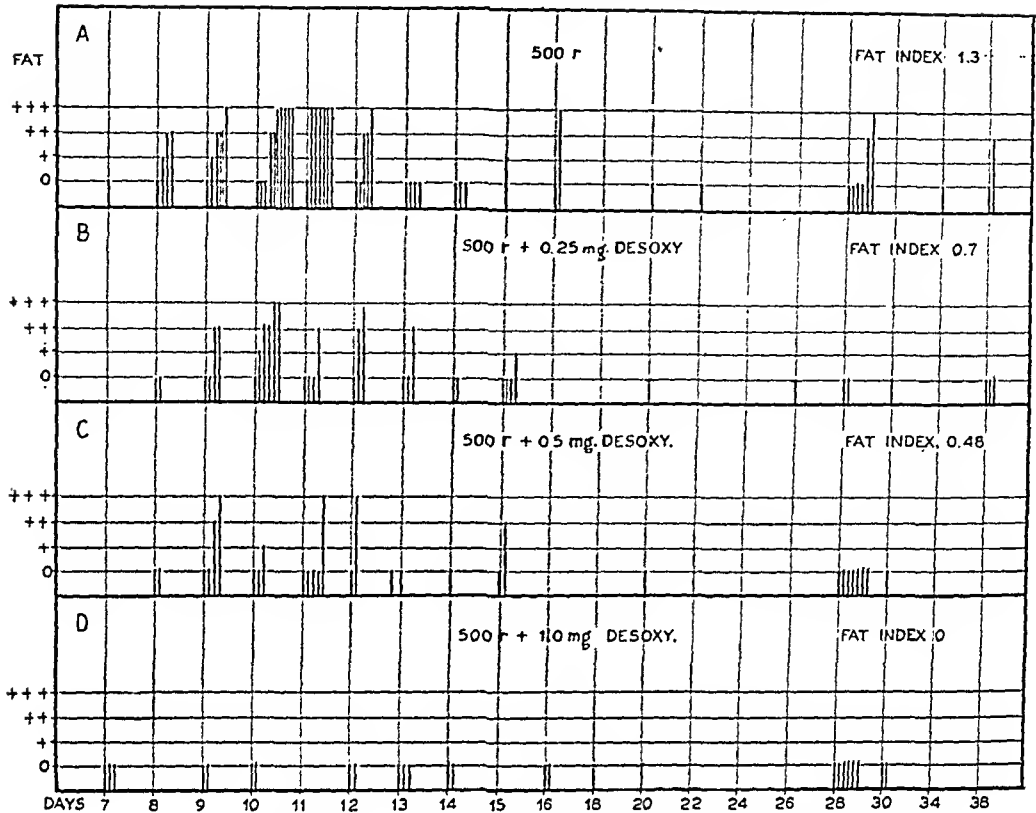 A
FAT
500 r
FAT INDEX 1.3
+++
++
+
0
B
500 r + 0.25 mg. DESOXY
FAT INDEX 0.7
+++
++
+
0
C
500 r + 05 mg. DESOXY.
FAT INDEX. 0.48
+++
++
+
0
D
500 r + 1.0 mg DESOXY.
FAT INDEX 0
+++
++
+
0
DAYS 7 8 9 10 11 12 13 14 15 16 18 20 22 24 26 28 30 34 38